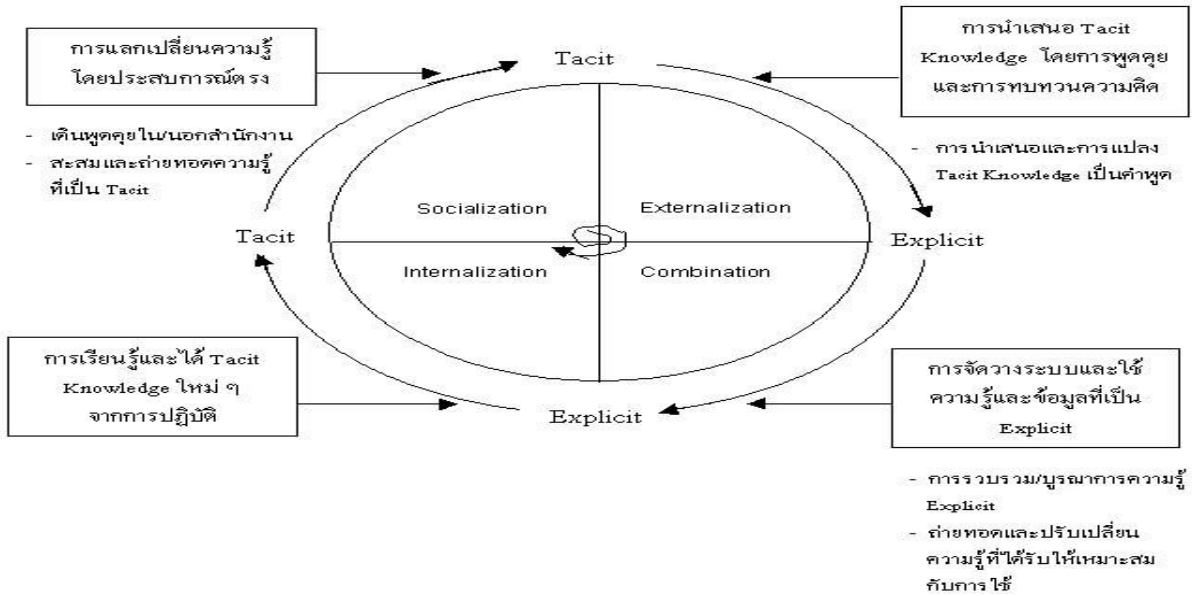 การแลกเปลี่ยนความรู้
โดยประสบการณ์ตรง
- เดินพูดคุยใน/นอกสำนักงาน
- สะสมและถ่ายทอดความรู้
ที่เป็น Tacit
Tacit
การนำเสนอ Tacit
Knowledge โดยการพูดคุย
และการทบทวนความคิด
- การนำเสนอและการแปลง
Tacit Knowledge เป็นคำพูด
Socialization
Externalization
Tacit
Explicit
Internalization
Combination
การเรียนรู้และได้ Tacit
Knowledge ใหม่ ๆ
จากการปฏิบัติ
Explicit
การจัดวางระบบและใช้
ความรู้และข้อมูลที่เป็น
Explicit
- การรวบรวม/บูรณาการความรู้
Explicit
- ถ่ายทอดและปรับเปลี่ยน
ความรู้ที่ได้รับให้เหมาะสม
กับการใช้